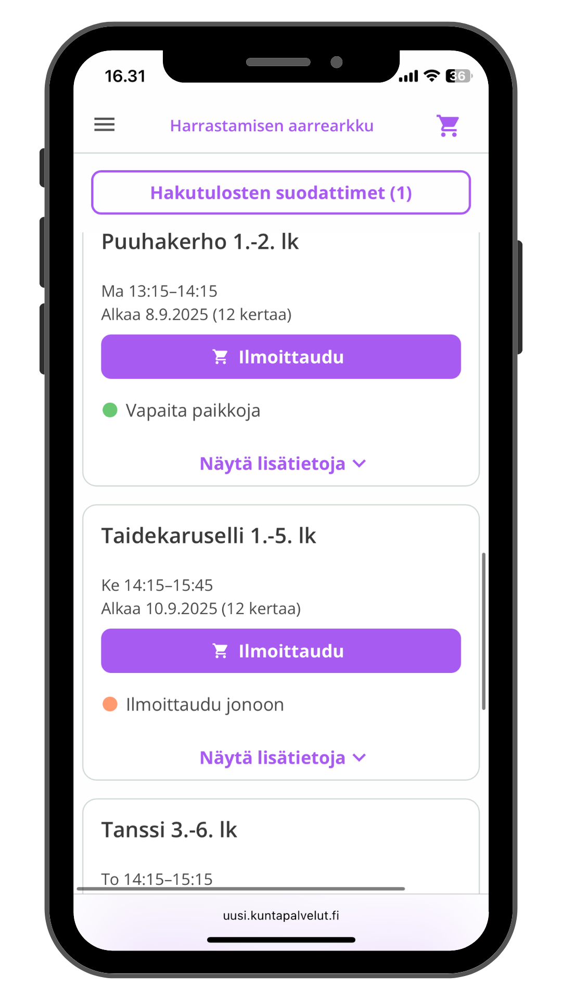 16.31
36
Harrastamisen aarrearkku
Hakutulosten suodattimet (1)
Puuhakerho 1.-2. lk
Ma 13:15–14:15
Alkaa 8.9.2025 (12 kertaa)
Ilmoittaudu
Vapaita paikkoja
Näytä lisätietoja
Taidekaruselli 1.-5. lk
Ke 14:15–15:45
Alkaa 10.9.2025 (12 kertaa)
Ilmoittaudu
Ilmoittaudu jonoon
Näytä lisätietoja
Tanssi 3.-6. lk
To 14:15–15:15
uusi.kuntapalvelut.fi